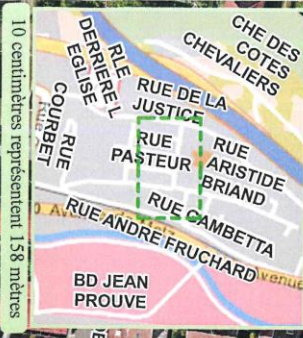 10 centimètres représentent 158 mètres
CHE DES
COTES
CHEVALIERS
RLE
DERRIERE L
EGLISE
RUE DE LA
JUSTICE
RUE
COURBET
RUE
PASTEUR
RUE
ARISTIDE
BRIAND
RUE GAMBETTA
RUE ANDRE FRUCHARD
BD JEAN
PROUVE